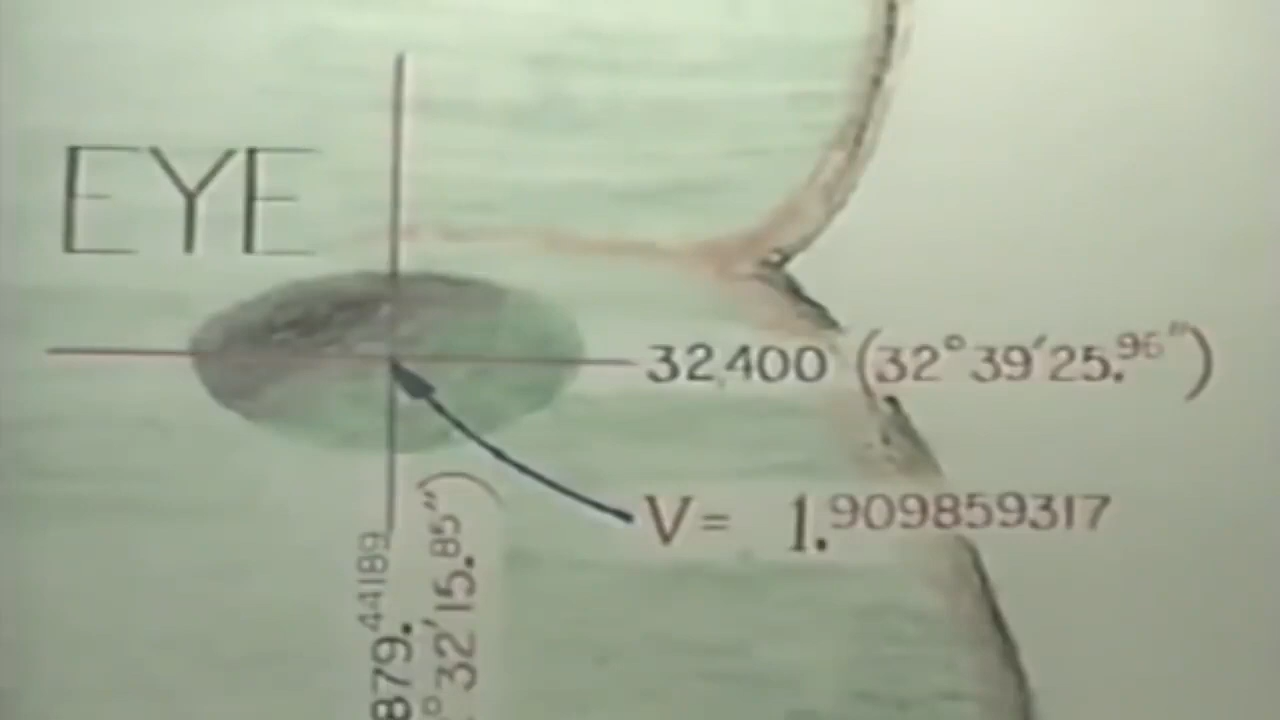 EYE
32,400 (32° 39' 25.96")
V = 1.909859317
879.44189
° 32' 15.85")